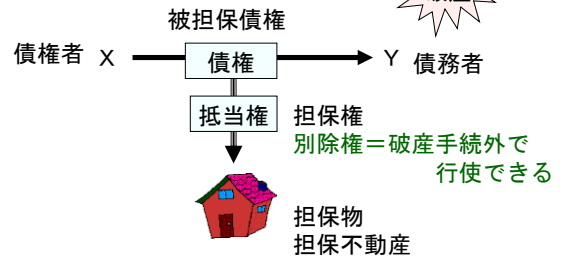 被担保債権
債権者 X 債権 Y 債務者
抵当権 担保権
別除権＝破産手続外で
行使できる
担保物
担保不動産